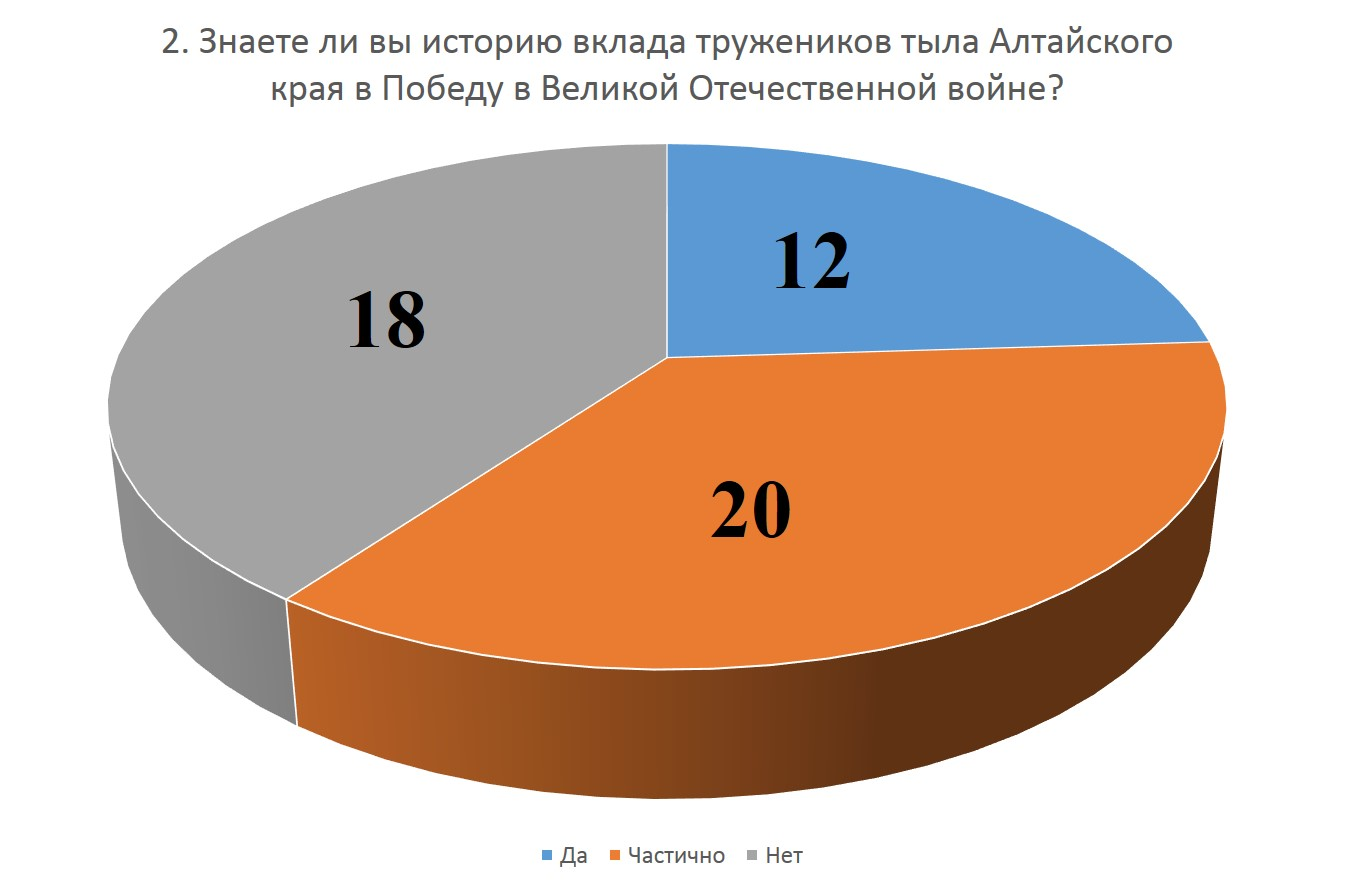 2. Знаете ли вы историю вклада тружеников тыла Алтайского
края в Победу в Великой Отечественной войне?
12
18
20
Да Частично Нет